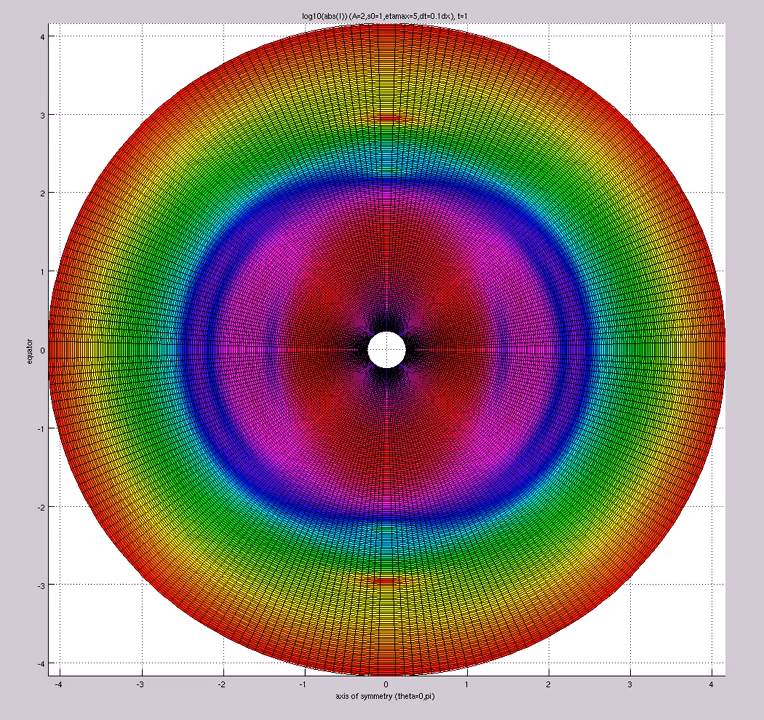 log10(abs(I)) (A=2,s0=1,etamax=5,dt=0.1dx), t=1
4
3
2
1
0
-1
-2
-3
-4
equator
-4 -3 -2 -1 0 1 2 3 4
axis of symmetry (theta=0,pi)